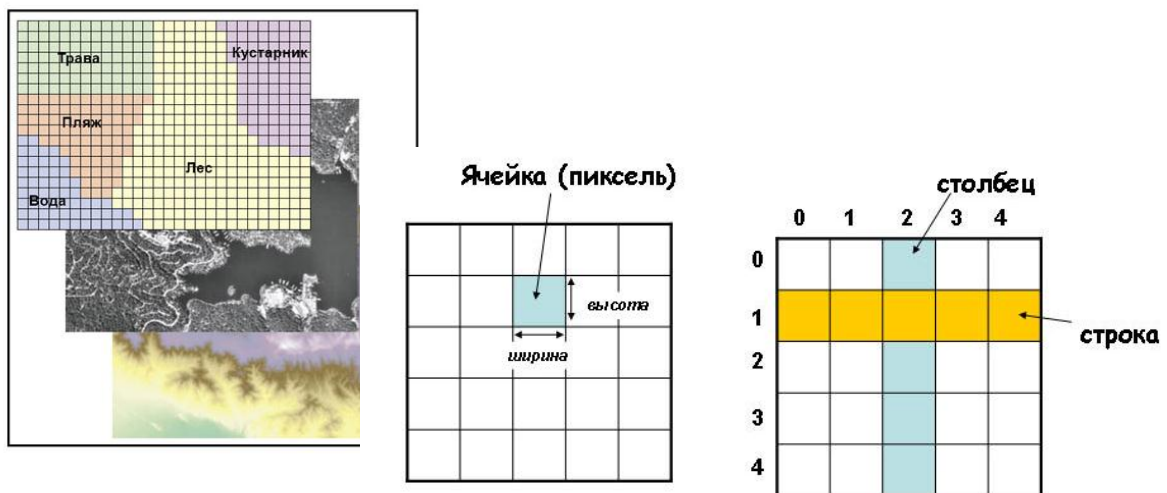 Трава
Кустарник
Пляж
Лес
Вода
Ячейка (пиксель)
высота
ширина
столбец
0 1 2 3 4
0
1
строка
2
3
4